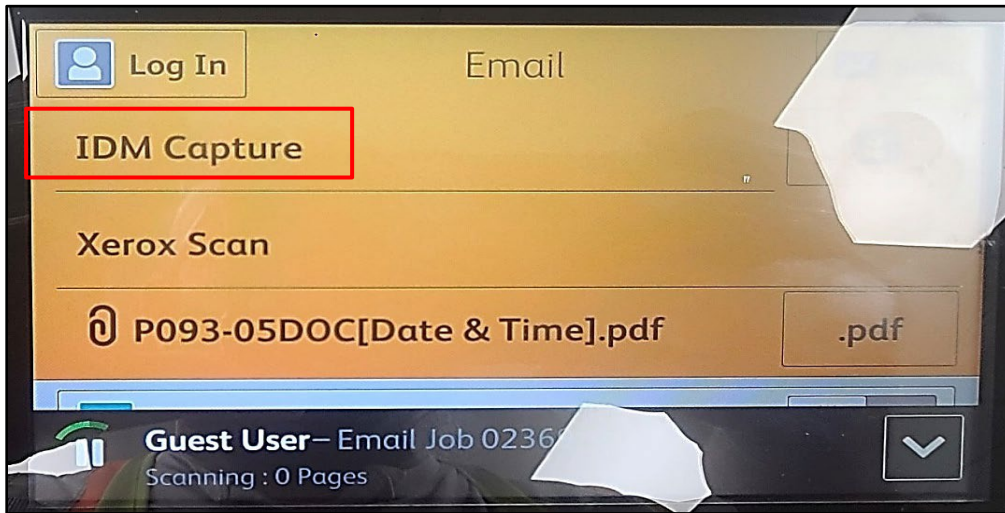 Log In
Email
IDM Capture
Xerox Scan
P093-05DOC[Date & Time].pdf
.pdf
Guest User– Email Job 0236
Scanning : 0 Pages